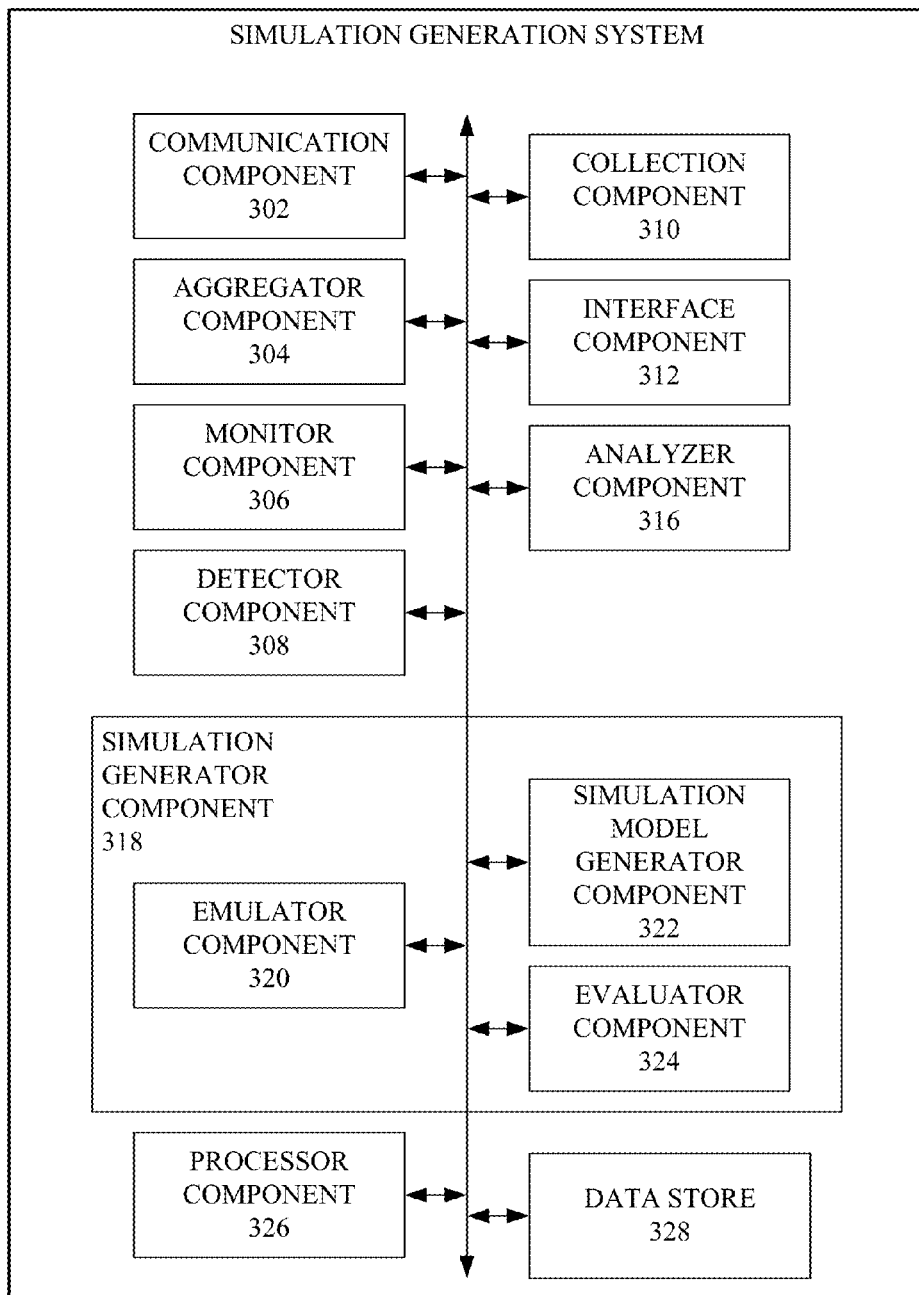 SIMULATION GENERATION SYSTEM
COMMUNICATION
COMPONENT
302
COLLECTION
COMPONENT
310
AGGREGATOR
COMPONENT
304
INTERFACE
COMPONENT
312
MONITOR
COMPONENT
306
ANALYZER
COMPONENT
316
DETECTOR
COMPONENT
308
SIMULATION
GENERATOR
COMPONENT
318
SIMULATION
MODEL
GENERATOR
COMPONENT
322
EMULATOR
COMPONENT
320
EVALUATOR
COMPONENT
324
PROCESSOR
COMPONENT
326
DATA STORE
328